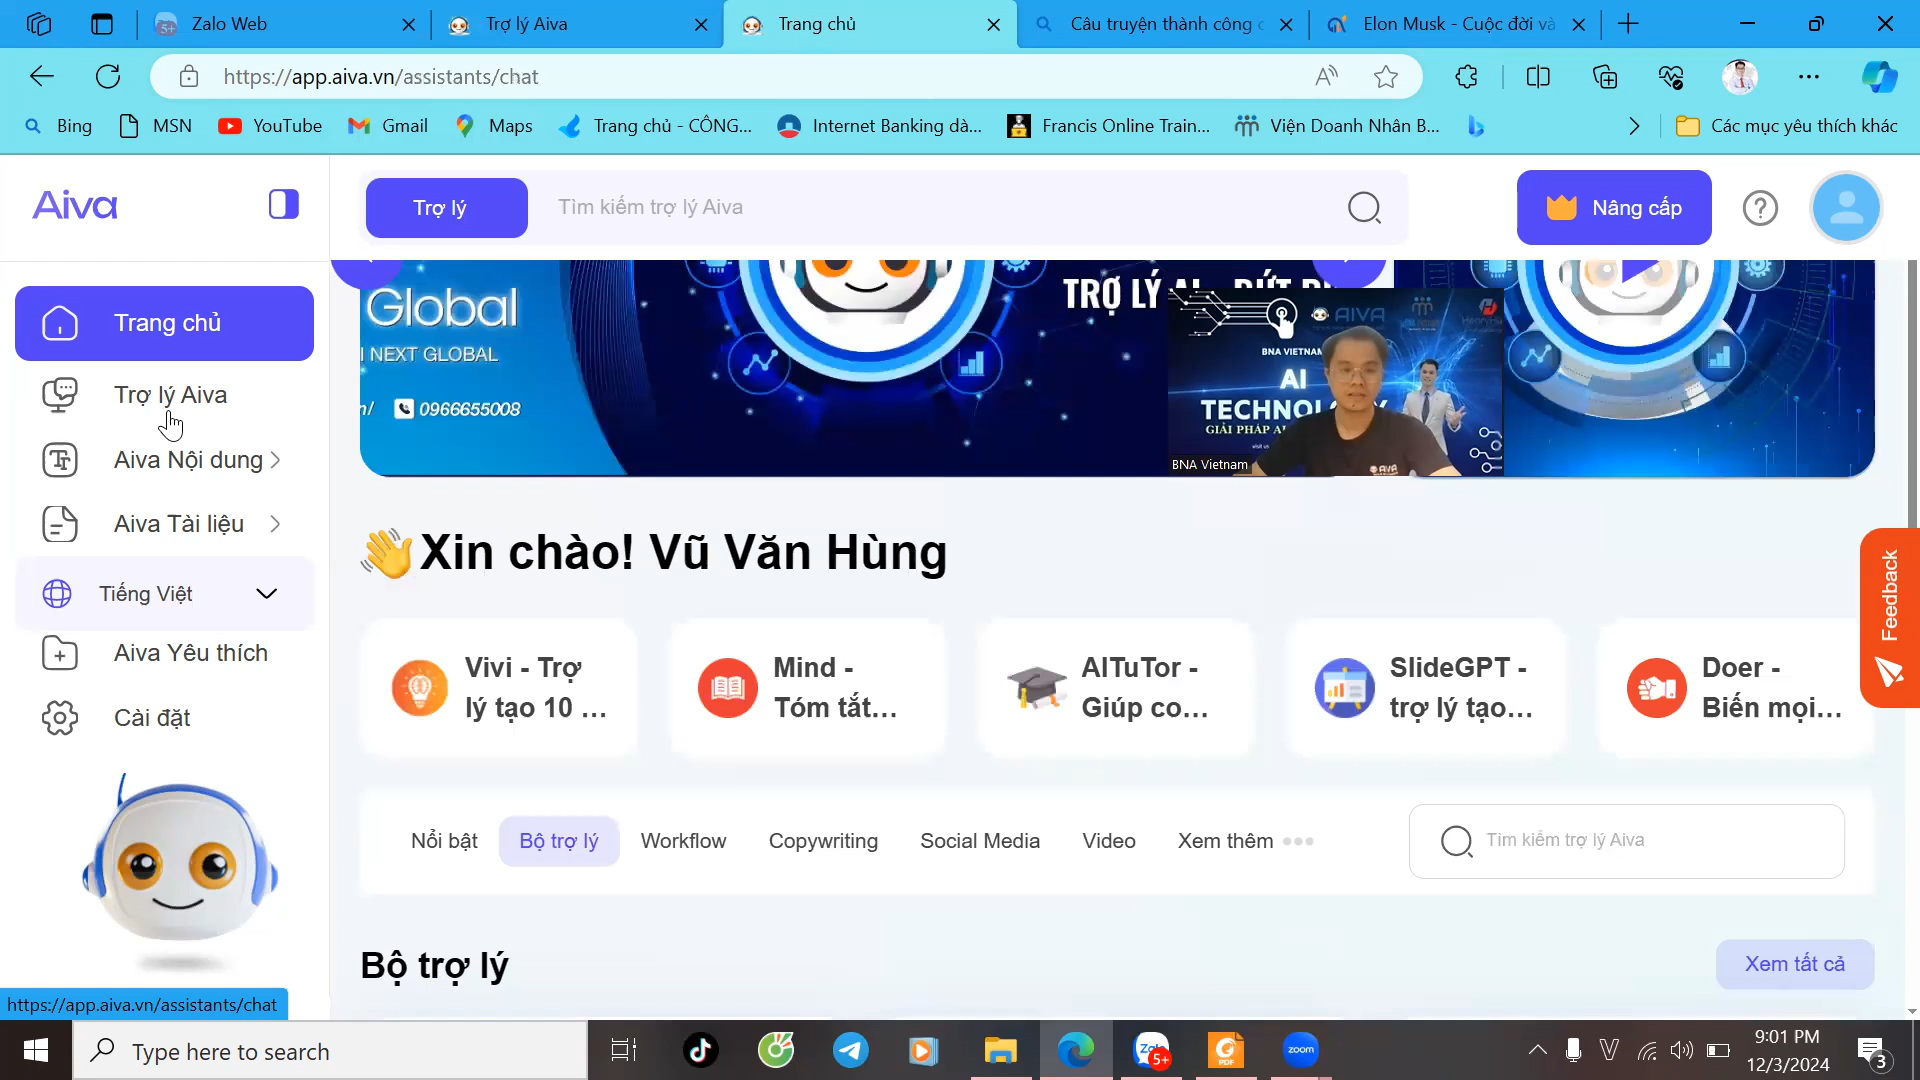 Zalo Web
Trợ lý Aiva
Trang chủ
Câu truyện thành công
Elon Musk - Cuộc đời và
https://app.aiva.vn/assistants/chat
Bing
MSN
YouTube
Gmail
Maps
Trang chủ - CÔNG...
Internet Banking dà...
Francis Online Train...
Viện Doanh Nhân B...
Các mục yêu thích khác
Aiva
Trợ lý
Tìm kiếm trợ lý Aiva
Nâng cấp
Trang chủ
Trợ lý Aiva
Aiva Nội dung
Aiva Tài liệu
Tiếng Việt
Aiva Yêu thích
Cài đặt
Global
I NEXT GLOBAL
0966655008
TRỢ LÝ AI
AIVA
BNA VIETNAM
AI
GIẢI PHÁP
BNA Vietnam
Xin chào! Vũ Văn Hùng
Vivi - Trợ
lý tạo 10 ...
Mind -
Tóm tắt...
AITuTor -
Giúp co...
SlideGPT -
trợ lý tạo...
Doer -
Biến mọi...
Feedback
Nổi bật
Bộ trợ lý
Workflow
Copywriting
Social Media
Video
Xem thêm
Tìm kiếm trợ lý Aiva
Bộ trợ lý
Xem tất cả
https://app.aiva.vn/assistants/chat
Type here to search
5+
PDF
zoom
9:01 PM
12/3/2024
3